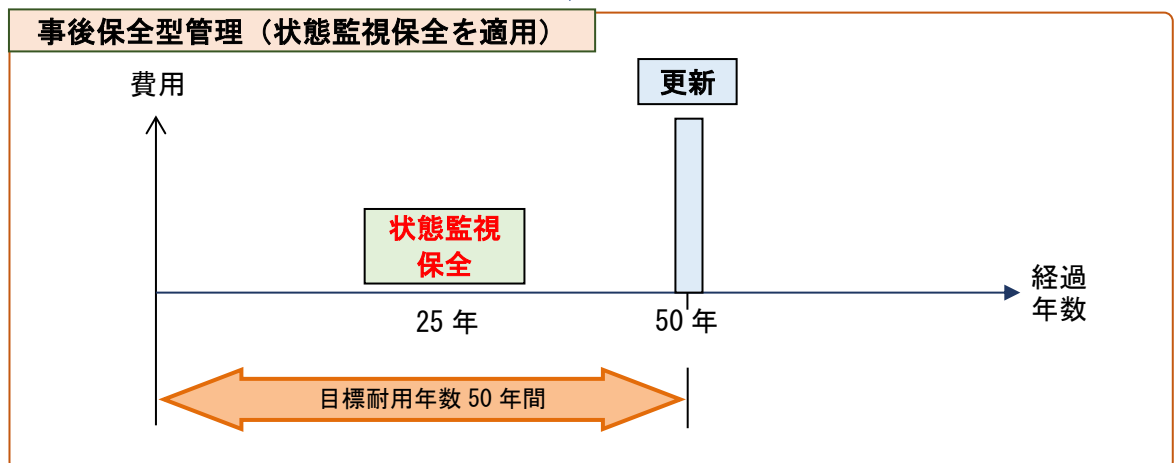 事後保全型管理（状態監視保全を適用）
費用
更新
状態監視
保全
経過
年数
25 年
50 年
目標耐用年数 50 年間